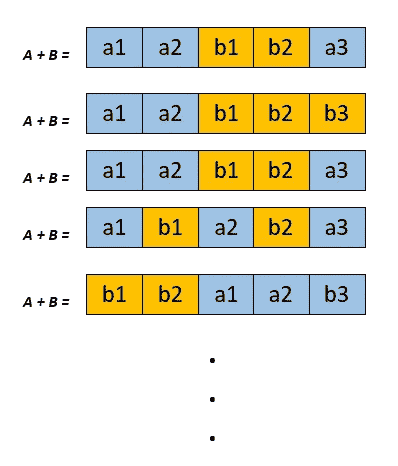 A + B = a1 a2 b1 b2 a3
A + B = a1 a2 b1 b2 b3
A + B = a1 a2 b1 b2 a3
A + B = a1 b1 a2 b2 a3
A + B = b1 b2 a1 a2 b3